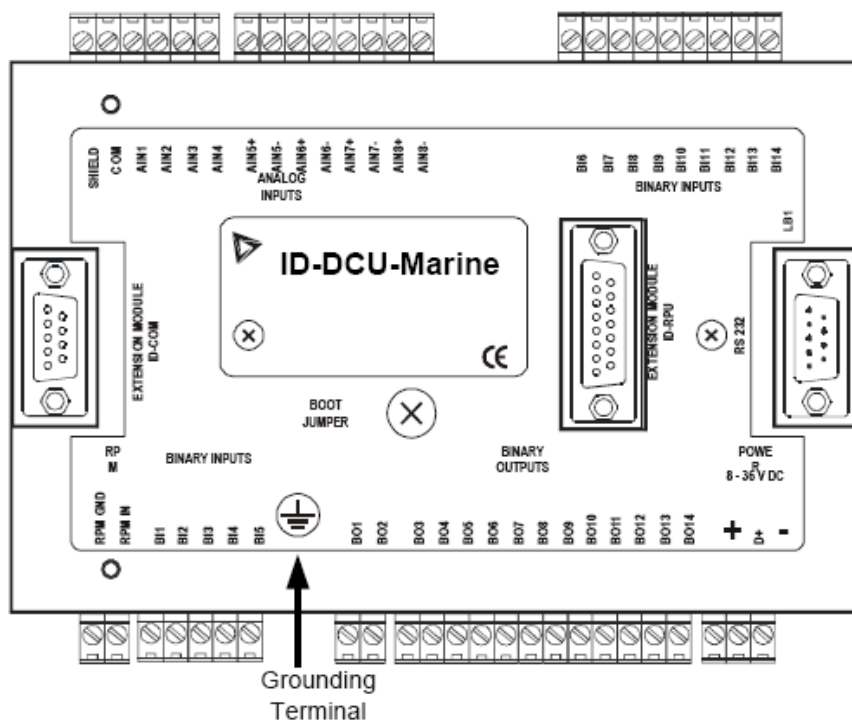 SHIELD
COM
AIN1
AIN2
AIN3
AIN4
AIN5+
AIN5-
AIN6+
AIN6-
AIN7+
AIN7-
AIN8+
AIN8-
ANALOG
INPUTS
BI6
BI7
BI8
BI9
BI10
BI11
BI12
BI13
BI14
BINARY INPUTS
LB1
ID-DCU-Marine
CE
EXTENSION MODULE
ID-COM
EXTENSION MODULE
ID-RPU
RS 232
BOOT
JUMPER
RP
M
BINARY INPUTS
BINARY
OUTPUTS
POWE
R
8 - 36 V DC
RPM GND
RPM IN
BI1
BI2
BI3
BI4
BI5
BO1
BO2
BO3
BO4
BO5
BO6
BO7
BO8
BO9
BO10
BO11
BO12
BO13
BO14
+
D+
-
Grounding
Terminal